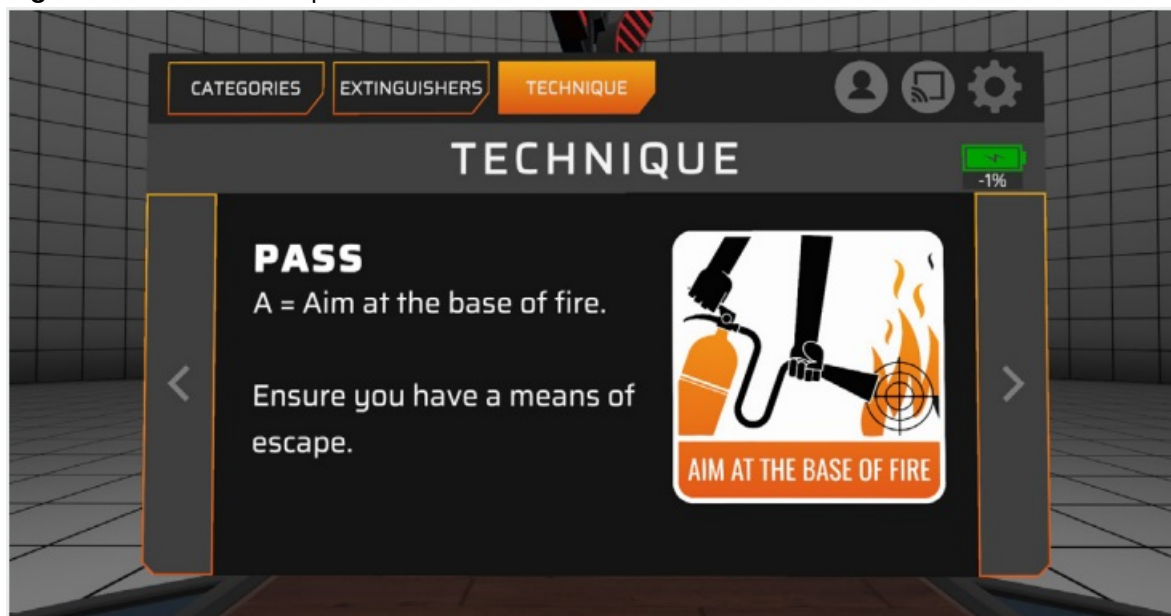 CATEGORIES
EXTINGUISHERS
TECHNIQUE
TECHNIQUE
-1%
PASS
A = Aim at the base of fire.
Ensure you have a means of
escape.
AIM AT THE BASE OF FIRE